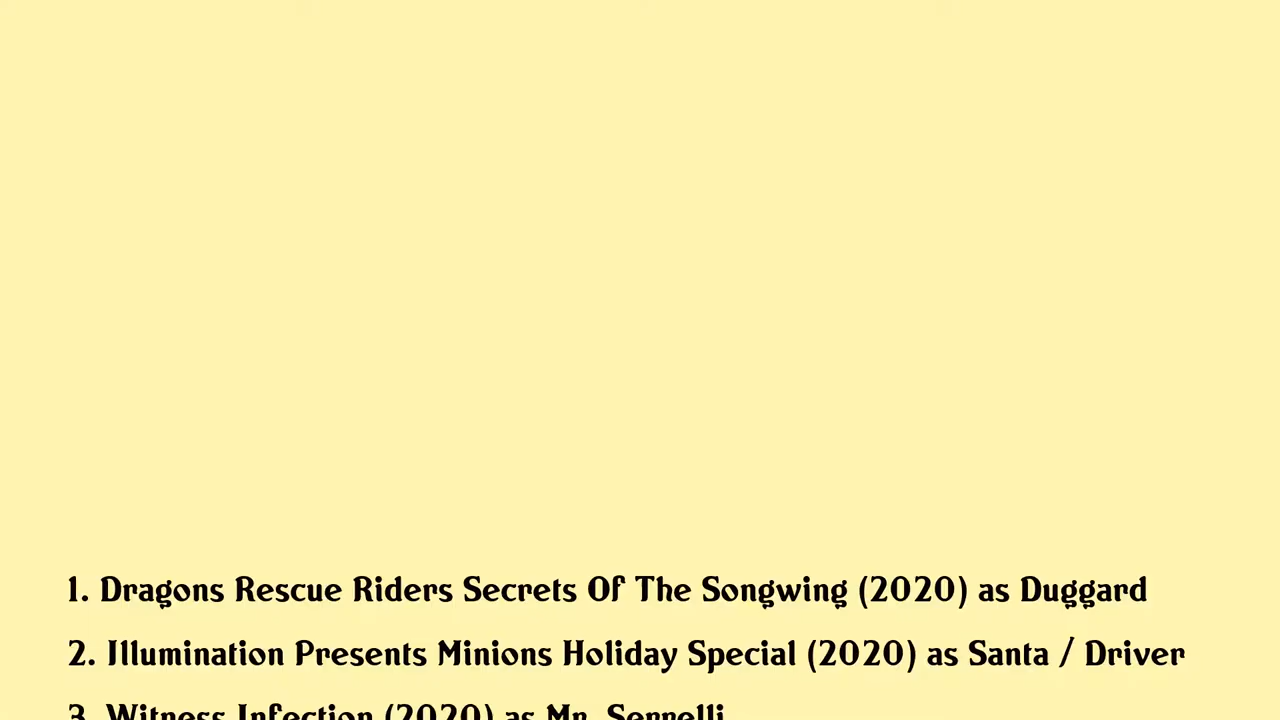 1. Dragons Rescue Riders Secrets Of The Songwing (2020) as Duggard
2. Illumination Presents Minions Holiday Special (2020) as Santa / Driver
3. Witness Infection (2020) as Mr. Serrelli